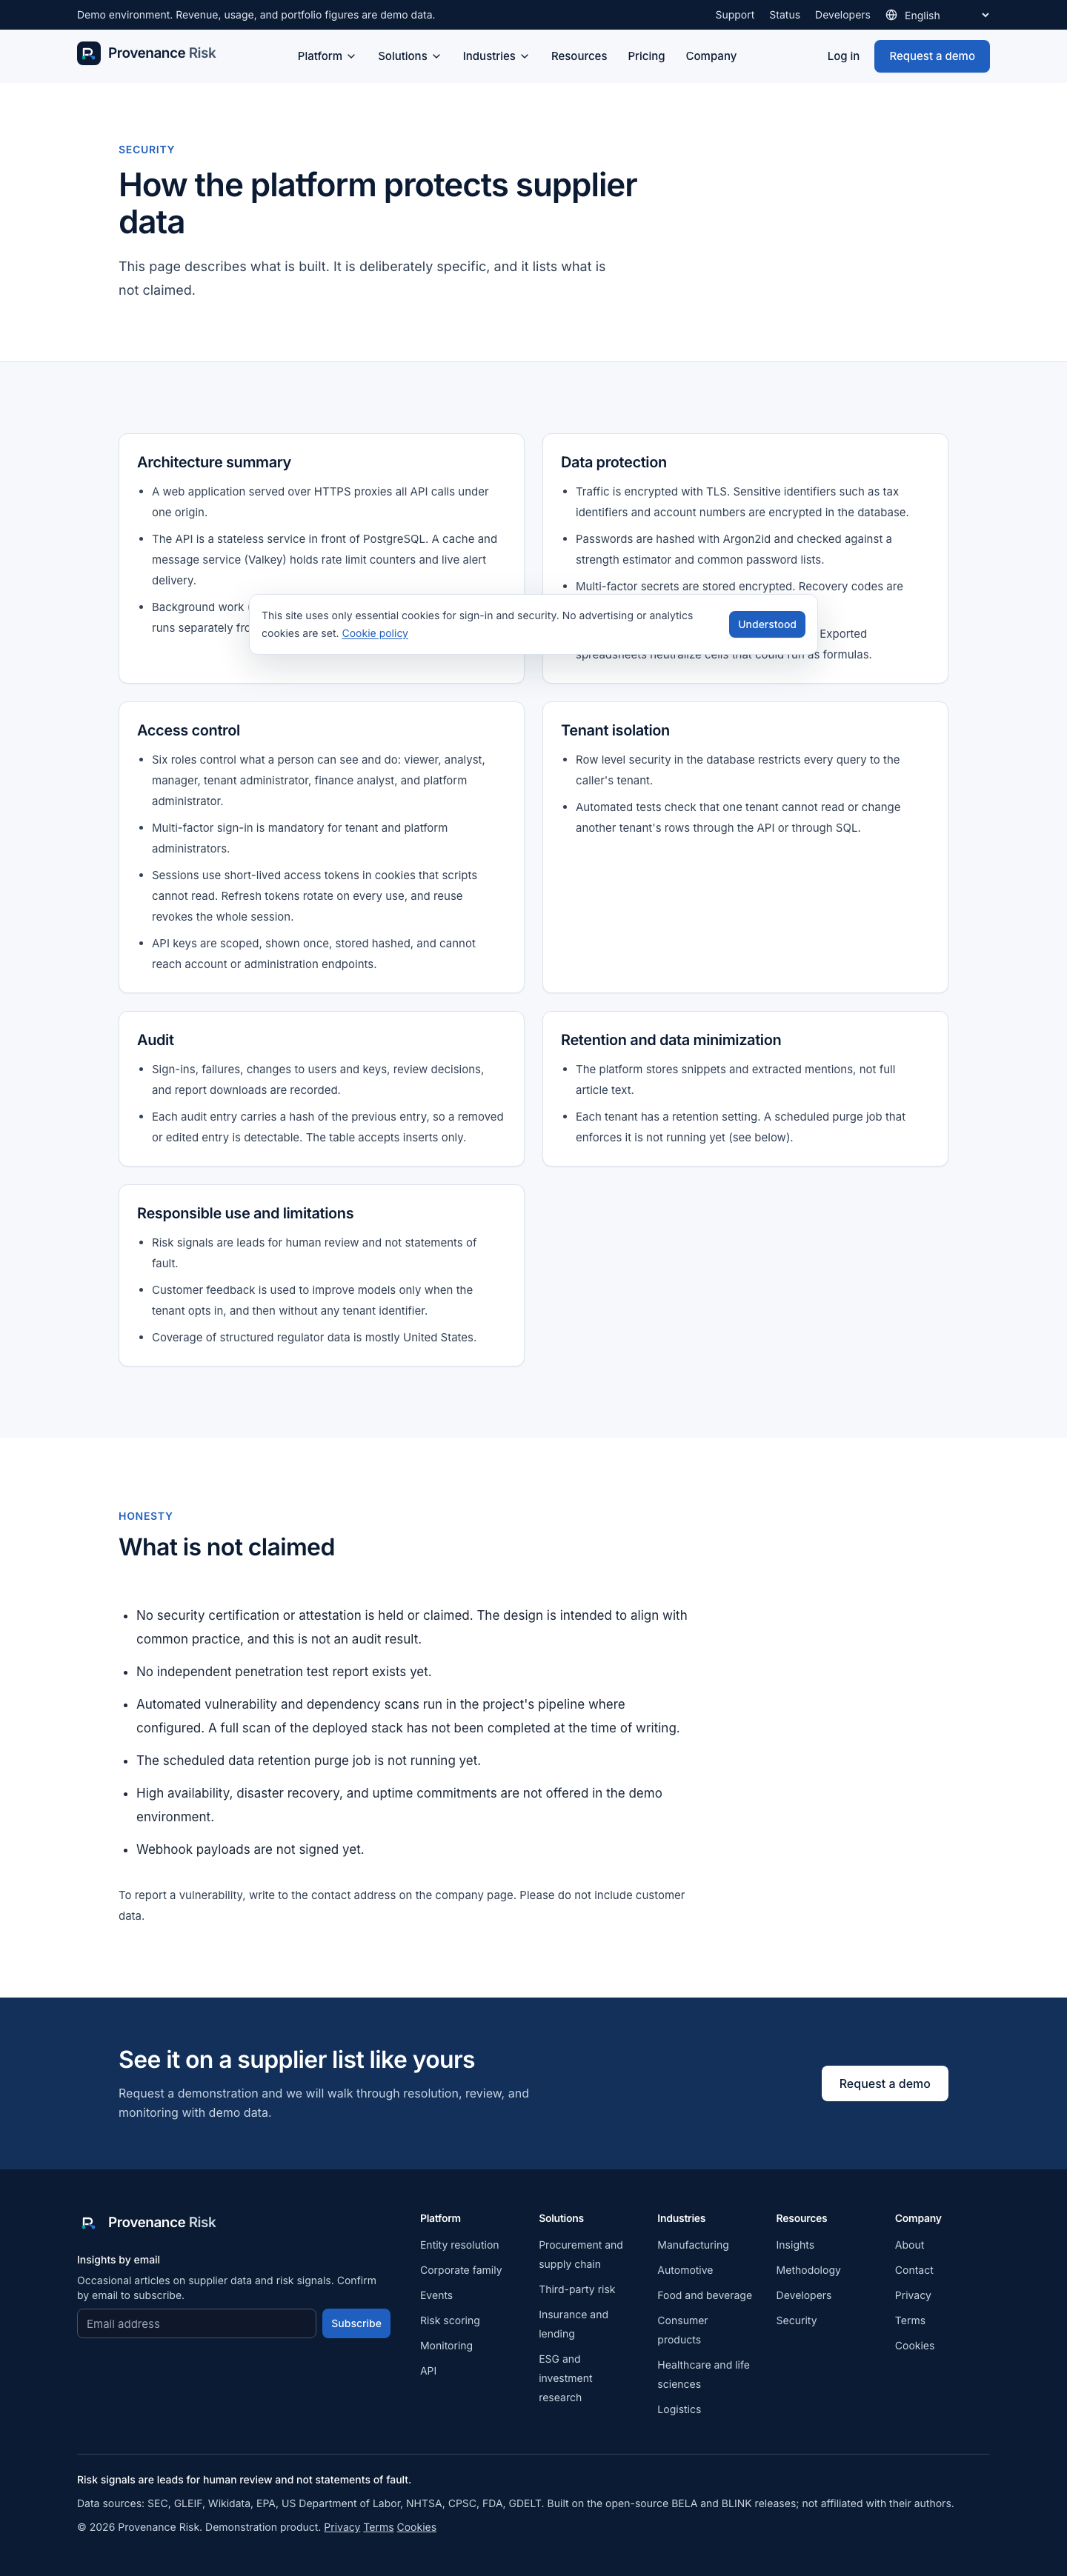 Demo environment. Revenue, usage, and portfolio figures are demo data.
Support Status Developers English
Provenance Risk
Platform Solutions Industries Resources Pricing Company
Log in Request a demo
SECURITY
How the platform protects supplier
data
This page describes what is built. It is deliberately specific, and it lists what is
not claimed.
Architecture summary
A web application served over HTTPS proxies all API calls under
one origin.
The API is a stateless service in front of PostgreSQL. A cache and
message service (Valkey) holds rate limit counters and live alert
delivery.
Background work
runs separately
Data protection
Traffic is encrypted with TLS. Sensitive identifiers such as tax
identifiers and account numbers are encrypted in the database.
Passwords are hashed with Argon2id and checked against a
strength estimator and common password lists.
Multi-factor secrets are stored encrypted. Recovery codes are
Exported
spreadsheets neutralize cells that could run as formulas.
This site uses only essential cookies for sign-in and security. No advertising or analytics
cookies are set. Cookie policy
Understood
Access control
Six roles control what a person can see and do: viewer, analyst,
manager, tenant administrator, finance analyst, and platform
administrator.
Multi-factor sign-in is mandatory for tenant and platform
administrators.
Sessions use short-lived access tokens in cookies that scripts
cannot read. Refresh tokens rotate on every use, and reuse
revokes the whole session.
API keys are scoped, shown once, stored hashed, and cannot
reach account or administration endpoints.
Tenant isolation
Row level security in the database restricts every query to the
caller's tenant.
Automated tests check that one tenant cannot read or change
another tenant's rows through the API or through SQL.
Audit
Sign-ins, failures, changes to users and keys, review decisions,
and report downloads are recorded.
Each audit entry carries a hash of the previous entry, so a removed
or edited entry is detectable. The table accepts inserts only.
Retention and data minimization
The platform stores snippets and extracted mentions, not full
article text.
Each tenant has a retention setting. A scheduled purge job that
enforces it is not running yet (see below).
Responsible use and limitations
Risk signals are leads for human review and not statements of
fault.
Customer feedback is used to improve models only when the
tenant opts in, and then without any tenant identifier.
Coverage of structured regulator data is mostly United States.
HONESTY
What is not claimed
No security certification or attestation is held or claimed. The design is intended to align with
common practice, and this is not an audit result.
No independent penetration test report exists yet.
Automated vulnerability and dependency scans run in the project's pipeline where
configured. A full scan of the deployed stack has not been completed at the time of writing.
The scheduled data retention purge job is not running yet.
High availability, disaster recovery, and uptime commitments are not offered in the demo
environment.
Webhook payloads are not signed yet.
To report a vulnerability, write to the contact address on the company page. Please do not include customer
data.
See it on a supplier list like yours
Request a demonstration and we will walk through resolution, review, and
monitoring with demo data.
Request a demo
Provenance Risk
Insights by email
Occasional articles on supplier data and risk signals. Confirm
by email to subscribe.
Email address
Subscribe
Platform
Entity resolution
Corporate family
Events
Risk scoring
Monitoring
API
Solutions
Procurement and
supply chain
Third-party risk
Insurance and
lending
ESG and
investment
research
Industries
Manufacturing
Automotive
Food and beverage
Consumer
products
Healthcare and life
sciences
Logistics
Resources
Insights
Methodology
Developers
Security
Company
About
Contact
Privacy
Terms
Cookies
Risk signals are leads for human review and not statements of fault.
Data sources: SEC, GLEIF, Wikidata, EPA, US Department of Labor, NHTSA, CPSC, FDA, GDELT. Built on the open-source BELA and BLINK releases; not affiliated with their authors.
© 2026 Provenance Risk. Demonstration product. Privacy Terms Cookies